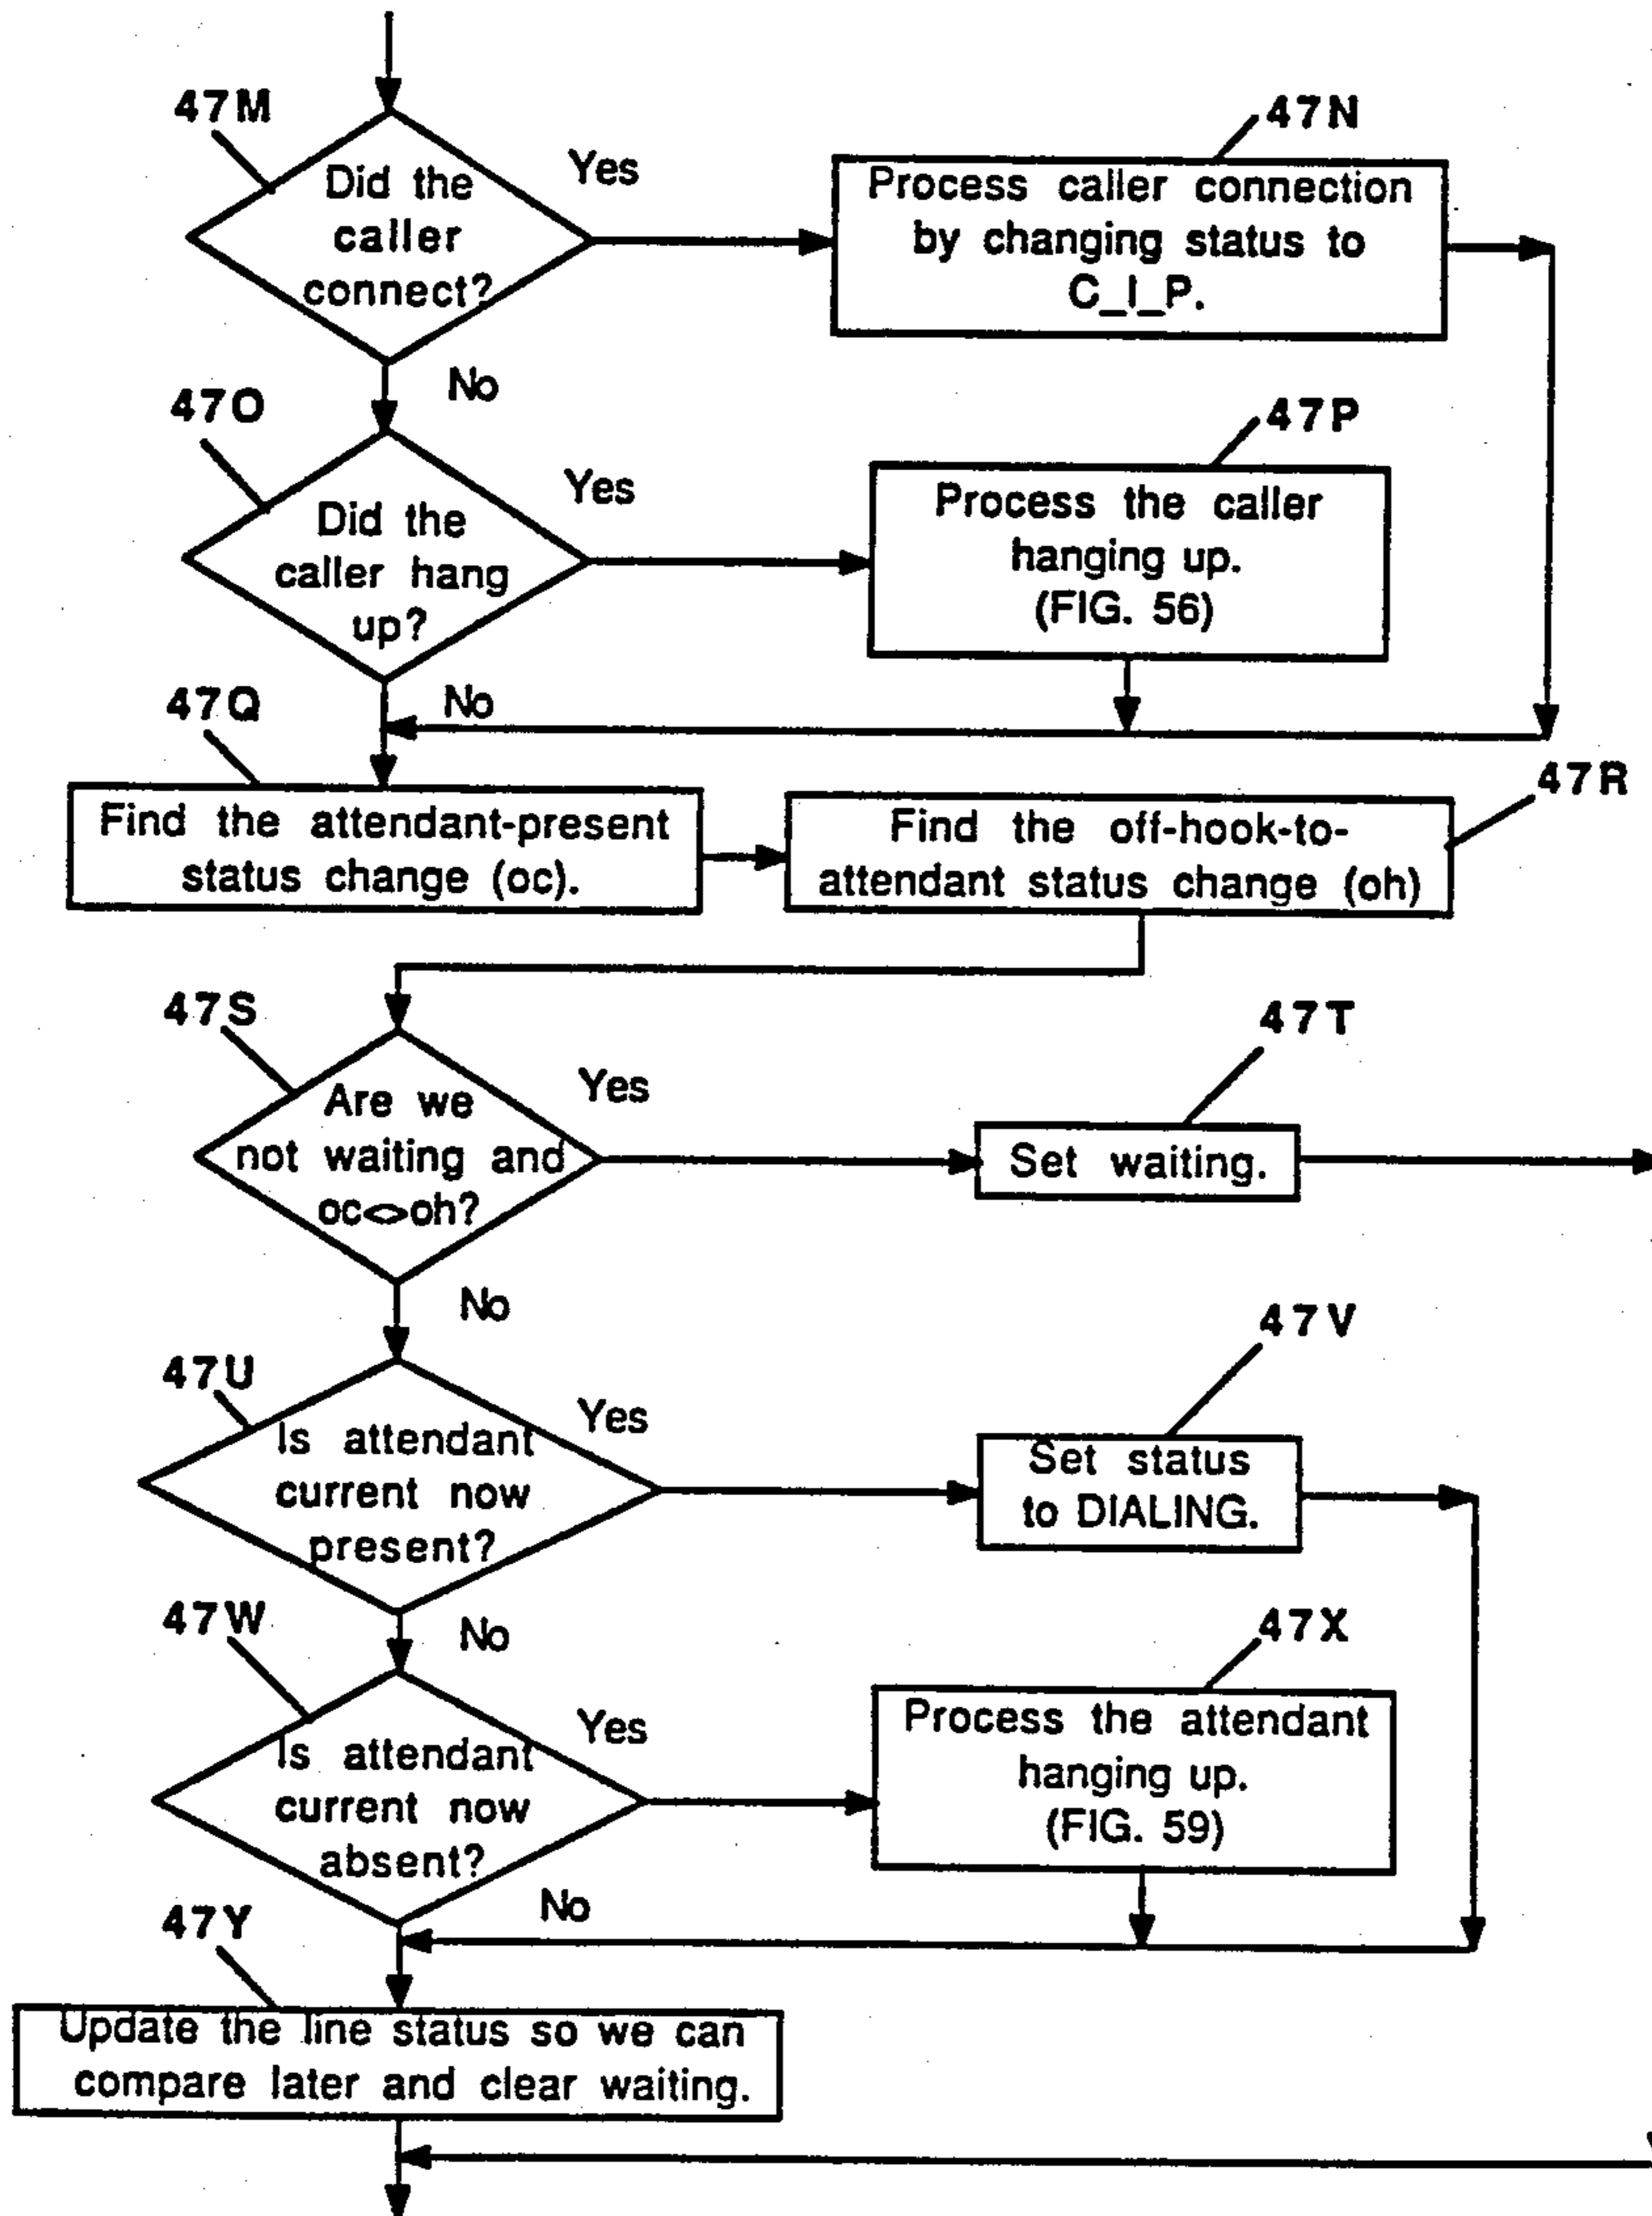 47M
Did the
caller
connect?
Yes
No
47N
Process caller connection
by changing status to
C_I_P.
47O
Did the
caller hang
up?
Yes
No
47P
Process the caller
hanging up.
(FIG. 56)
47Q
Find the attendant-present
status change (oc).
47R
Find the off-hook-to-
attendant status change (oh)
47S
Are we
not waiting and
oc<>oh?
Yes
No
47T
Set waiting.
47U
Is attendant
current now
present?
Yes
No
47V
Set status
to DIALING.
47W
Is attendant
current now
absent?
Yes
No
47X
Process the attendant
hanging up.
(FIG. 59)
47Y
Update the line status so we can
compare later and clear waiting.